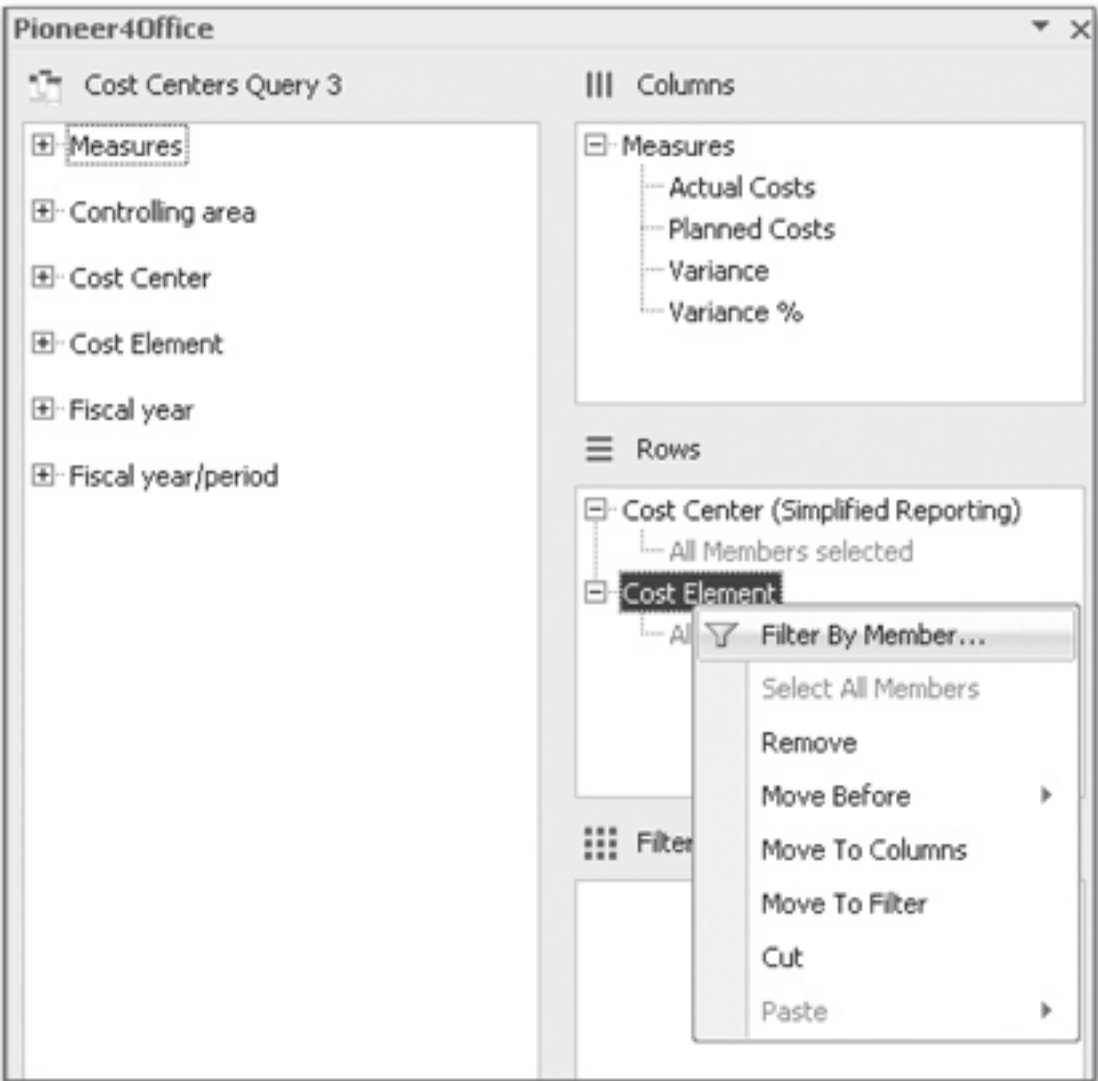 Pioneer4Office
Cost Centers Query 3
Measures
Controlling area
Cost Center
Cost Element
Fiscal year
Fiscal year/period
Columns
Measures
Actual Costs
Planned Costs
Variance
Variance %
Rows
Cost Center (Simplified Reporting)
All Members selected
Cost Element
Al
Filter By Member...
Select All Members
Remove
Move Before
Move To Columns
Move To Filter
Cut
Paste
Filter